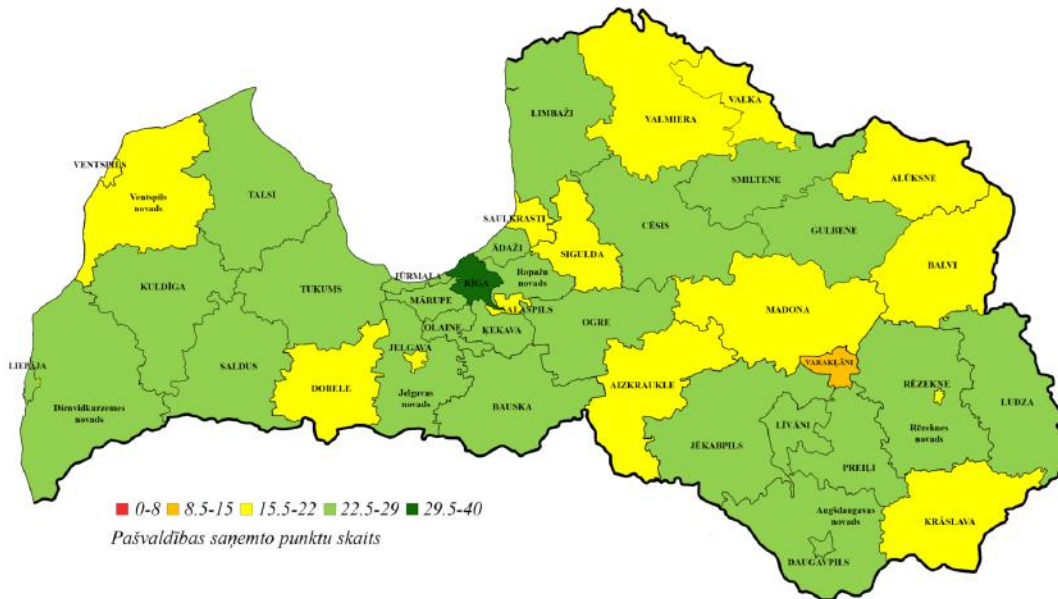 LIMBAŽI
VALMIERA
VALKA
VENTSPILS
Ventspils
novads
TALSI
SMILTENE
ALŪKSNE
SAULKRASTI
CĒSIS
GULBENE
ĀDAŽI
SIGULDA
BALVI
JŪRMALA
RĪGA
Ropažu
novads
KULDĪGA
TUKUMS
MĀRUPE
SALASPILS
MADONA
OLAINE
ĶEKAVA
OGRE
JELGAVA
LIEPĀJA
SALDUS
DOBELE
AIZKRAUKLE
VARAKĻĀNI
RĒZEKNE
LUDZA
Jelgavas
novads
Dienvidkurzemes
novads
BAUSKA
LĪVĀNI
Rēzeknes
novads
JĒKABPILS
PREIĻI
Augšdaugavas
novads
KRĀSLAVA
DAUGAVPILS
0-8 8.5-15 15.5-22 22.5-29 29.5-40
Pašvaldības saņemto punktu skaits